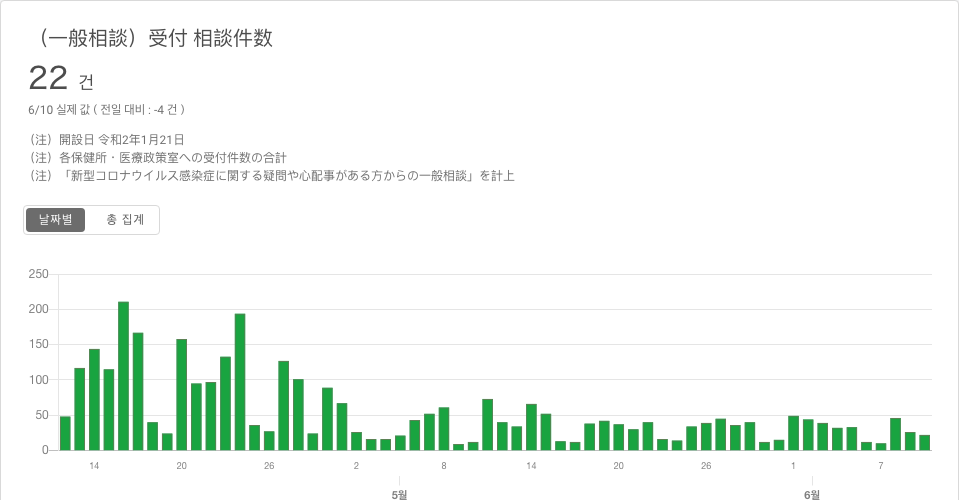 （一般相談）受付 相談件数
22 건
6/10 실제 값 ( 전일 대비 : -4 건 )
（注）開設日 令和2年1月21日
（注）各保健所・医療政策室への受付件数の合計
（注）「新型コロナウイルス感染症に関する疑問や心配事がある方からの一般相談」を計上
날짜별 총 집계
250
200
150
100
50
0
14 20 26 2 8 14 20 26 1 7
5월 6월